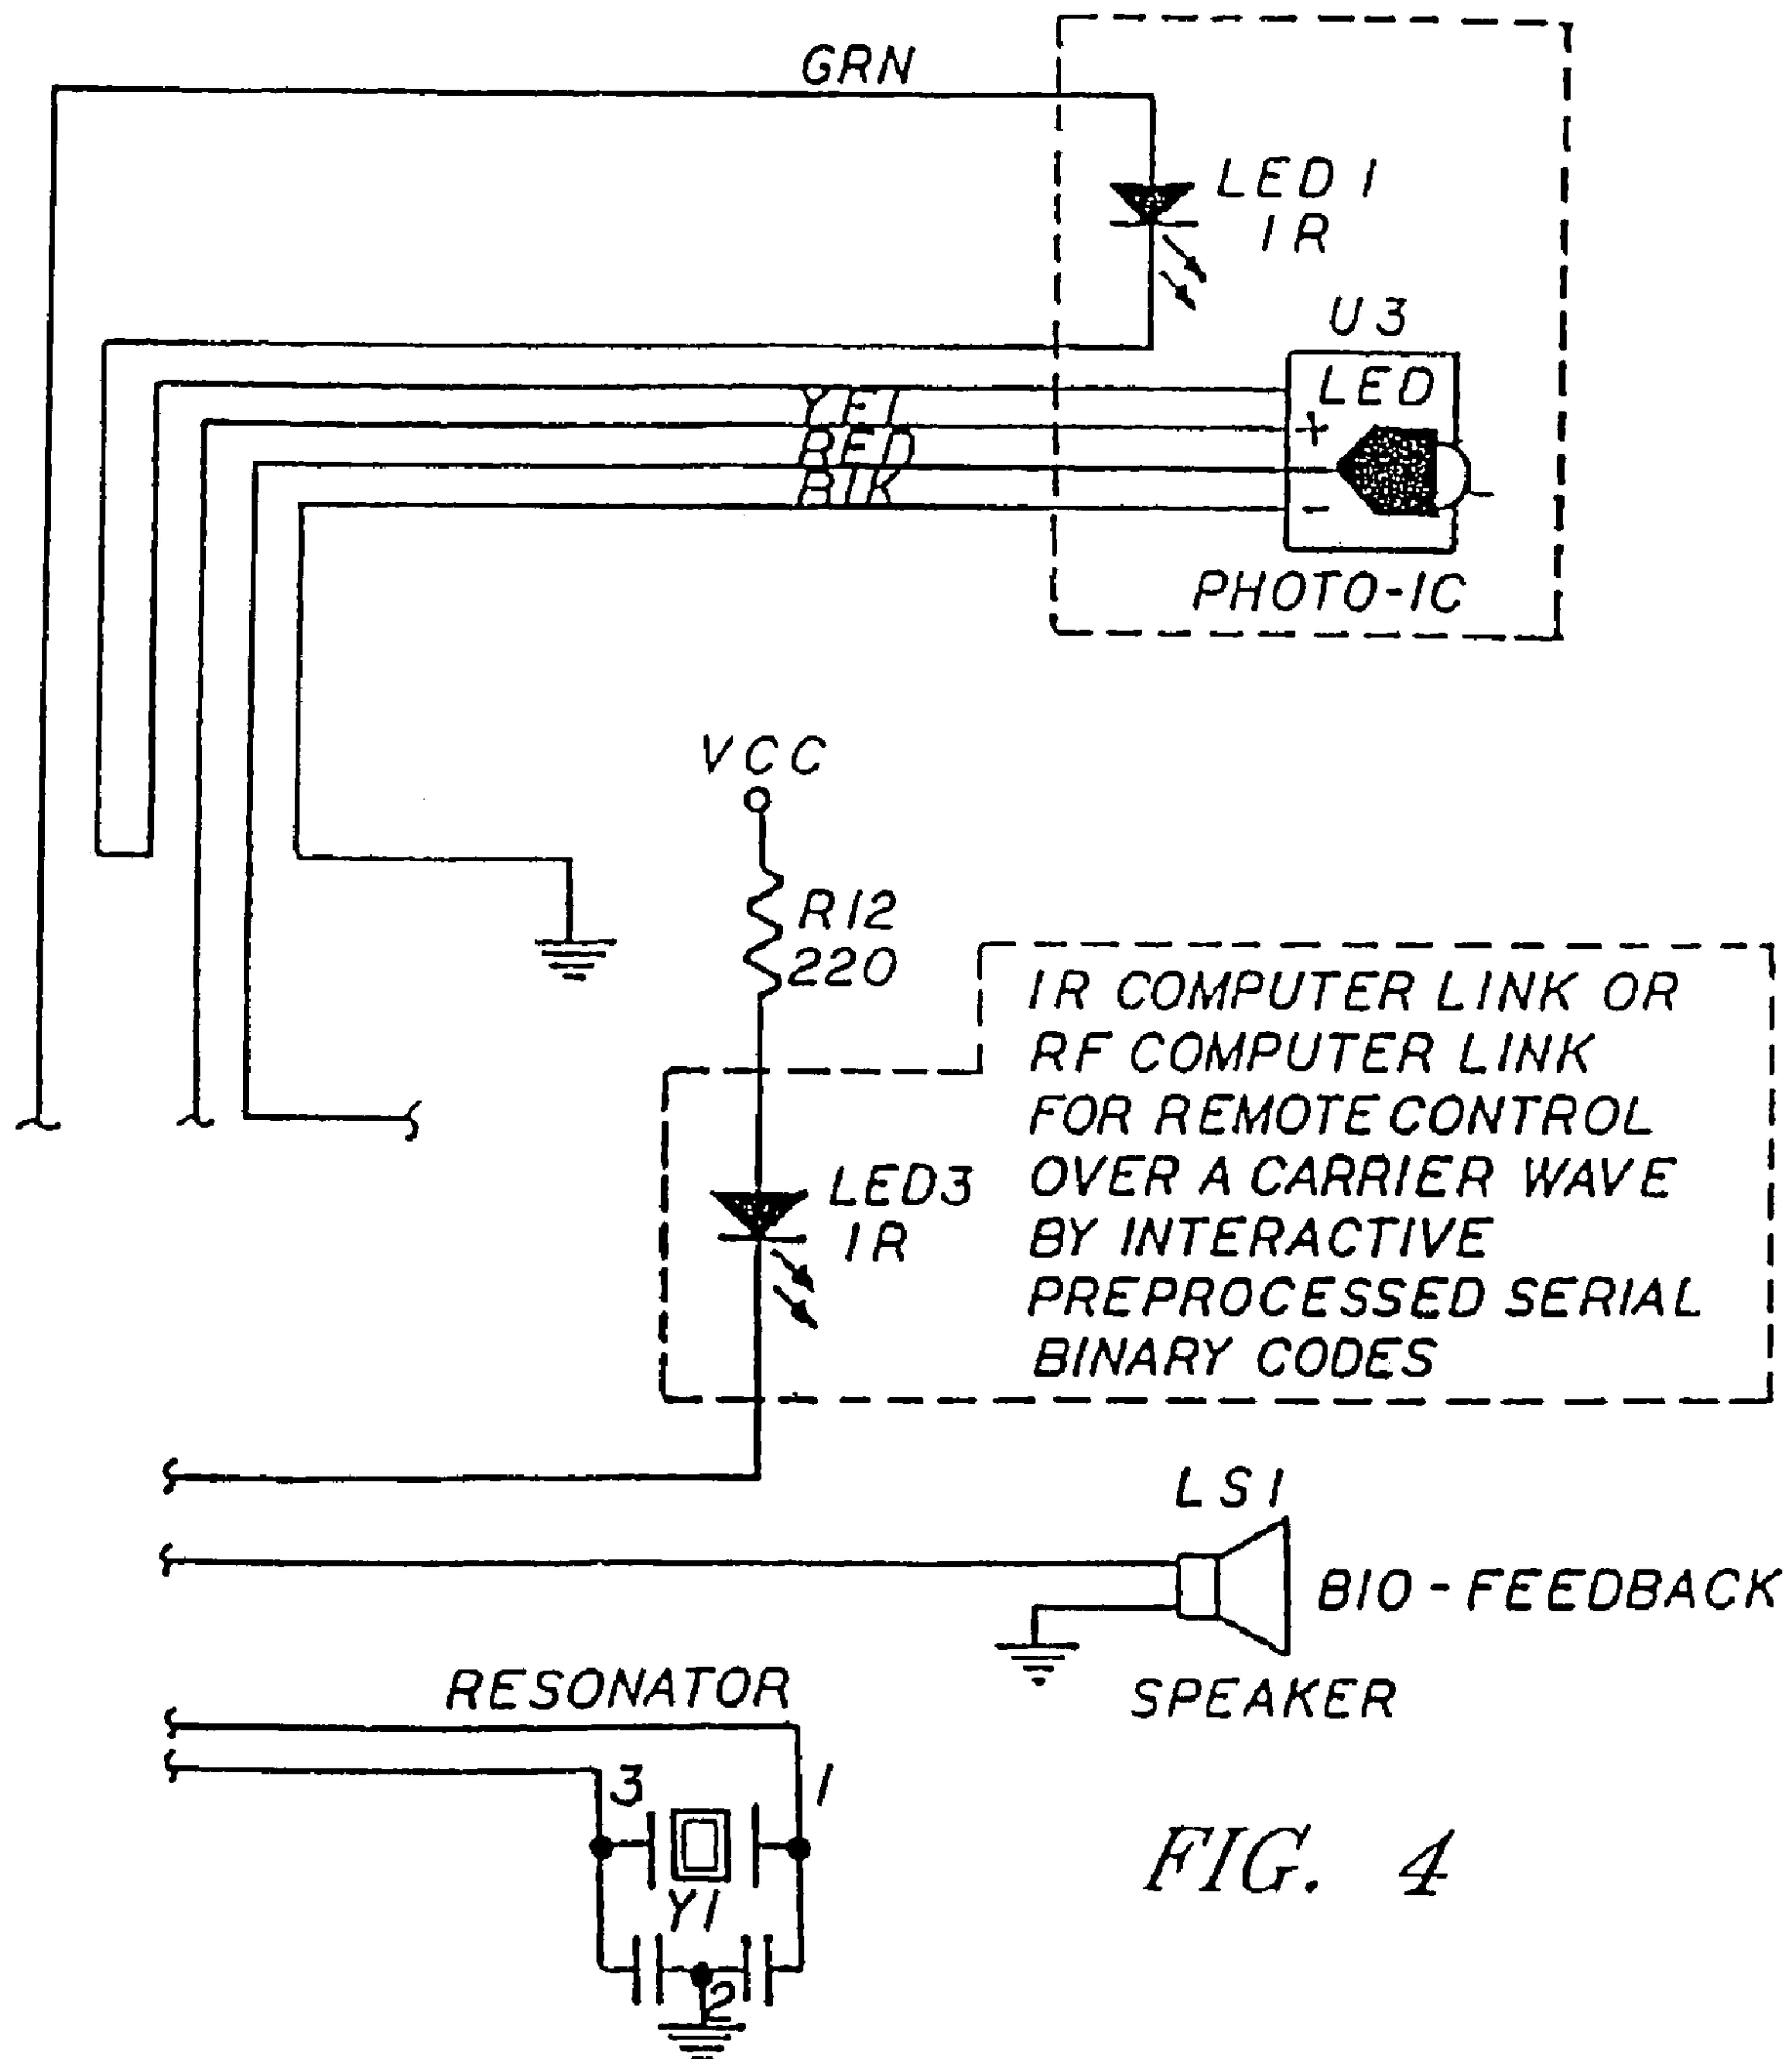 GRN
LED 1
IR
U3
LED
YEL
+
RED
BLK
-
PHOTO-IC
VCC
R12
220
IR COMPUTER LINK OR
RF COMPUTER LINK
FOR REMOTE CONTROL
OVER A CARRIER WAVE
BY INTERACTIVE
PREPROCESSED SERIAL
BINARY CODES
LED3
IR
LS1
BIO-FEEDBACK
SPEAKER
RESONATOR
3
1
Y1
2
FIG. 4